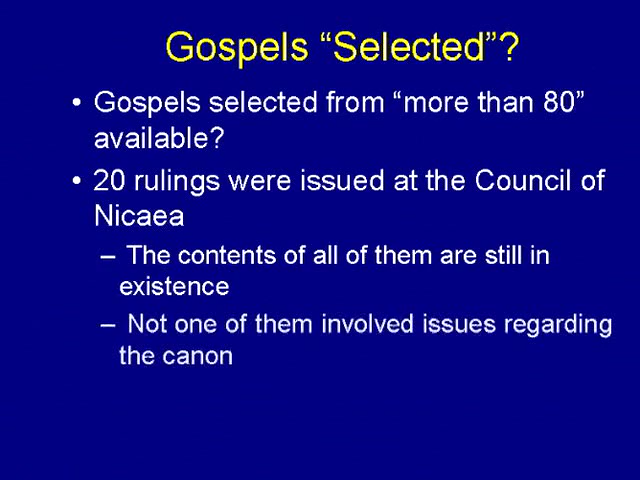 Gospels “Selected”?
• Gospels selected from “more than 80”
available?
• 20 rulings were issued at the Council of
Nicaea
– The contents of all of them are still in
existence
– Not one of them involved issues regarding
the canon